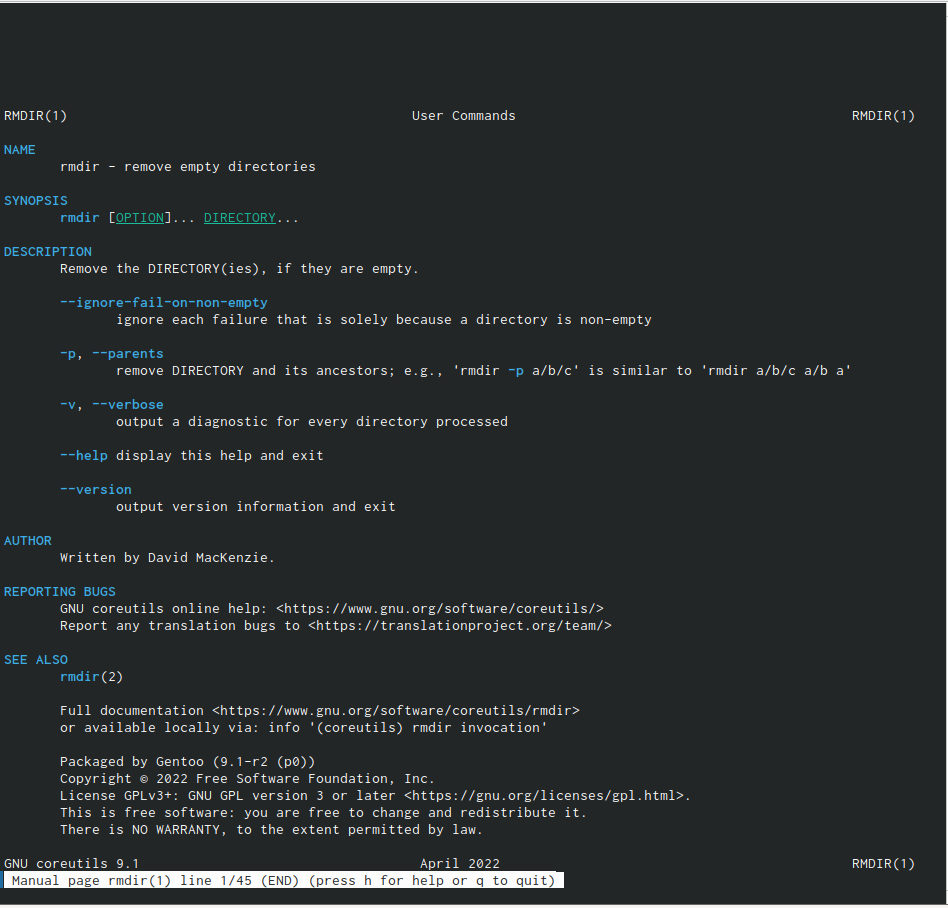 RMDIR(1) User Commands RMDIR(1)
NAME
rmdir - remove empty directories
SYNOPSIS
rmdir [OPTION]... DIRECTORY...
DESCRIPTION
Remove the DIRECTORY(ies), if they are empty.
--ignore-fail-on-non-empty
ignore each failure that is solely because a directory is non-empty
-p, --parents
remove DIRECTORY and its ancestors; e.g., 'rmdir -p a/b/c' is similar to 'rmdir a/b/c a/b a'
-v, --verbose
output a diagnostic for every directory processed
--help display this help and exit
--version
output version information and exit
AUTHOR
Written by David MacKenzie.
REPORTING BUGS
GNU coreutils online help: <https://www.gnu.org/software/coreutils/>
Report any translation bugs to <https://translationproject.org/team/>
SEE ALSO
rmdir(2)
Full documentation <https://www.gnu.org/software/coreutils/rmdir>
or available locally via: info '(coreutils) rmdir invocation'
Packaged by Gentoo (9.1-r2 (p0))
Copyright © 2022 Free Software Foundation, Inc.
License GPLv3+: GNU GPL version 3 or later <https://gnu.org/licenses/gpl.html>.
This is free software: you are free to change and redistribute it.
There is NO WARRANTY, to the extent permitted by law.
GNU coreutils 9.1 April 2022 RMDIR(1)
Manual page rmdir(1) line 1/45 (END) (press h for help or q to quit)